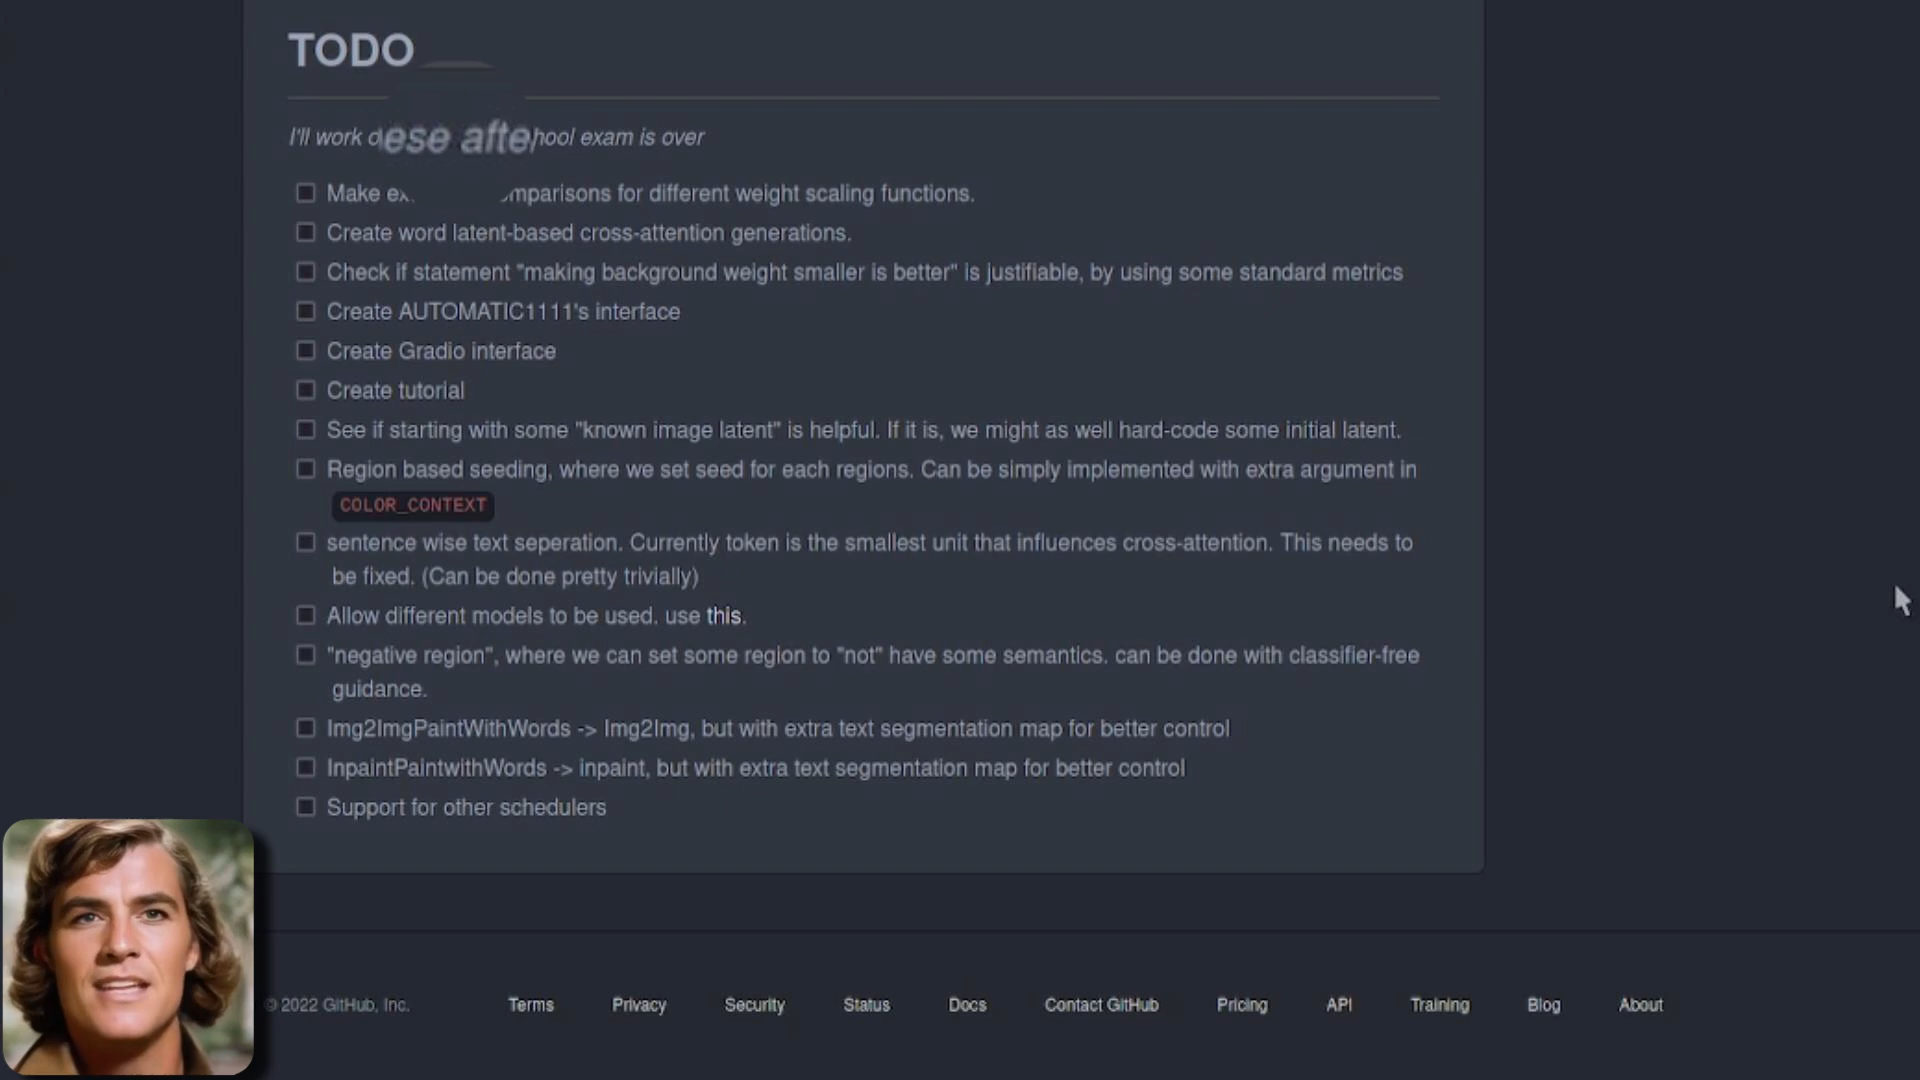 TODO
I'll work ese afte hool exam is over
Make mparisons for different weight scaling functions.
Create word latent-based cross-attention generations.
Check if statement "making background weight smaller is better" is justifiable, by using some standard metrics
Create AUTOMATIC1111's interface
Create Gradio interface
Create tutorial
See if starting with some "known image latent" is helpful. If it is, we might as well hard-code some initial latent.
Region based seeding, where we set seed for each regions. Can be simply implemented with extra argument in
COLOR_CONTEXT
sentence wise text seperation. Currently token is the smallest unit that influences cross-attention. This needs to
be fixed. (Can be done pretty trivially)
Allow different models to be used. use this.
"negative region", where we can set some region to "not" have some semantics. can be done with classifier-free
guidance.
Img2ImgPaintWithWords -> Img2Img, but with extra text segmentation map for better control
InpaintPaintwithWords -> inpaint, but with extra text segmentation map for better control
Support for other schedulers
© 2022 GitHub, Inc. Terms Privacy Security Status Docs Contact GitHub Pricing API Training Blog About